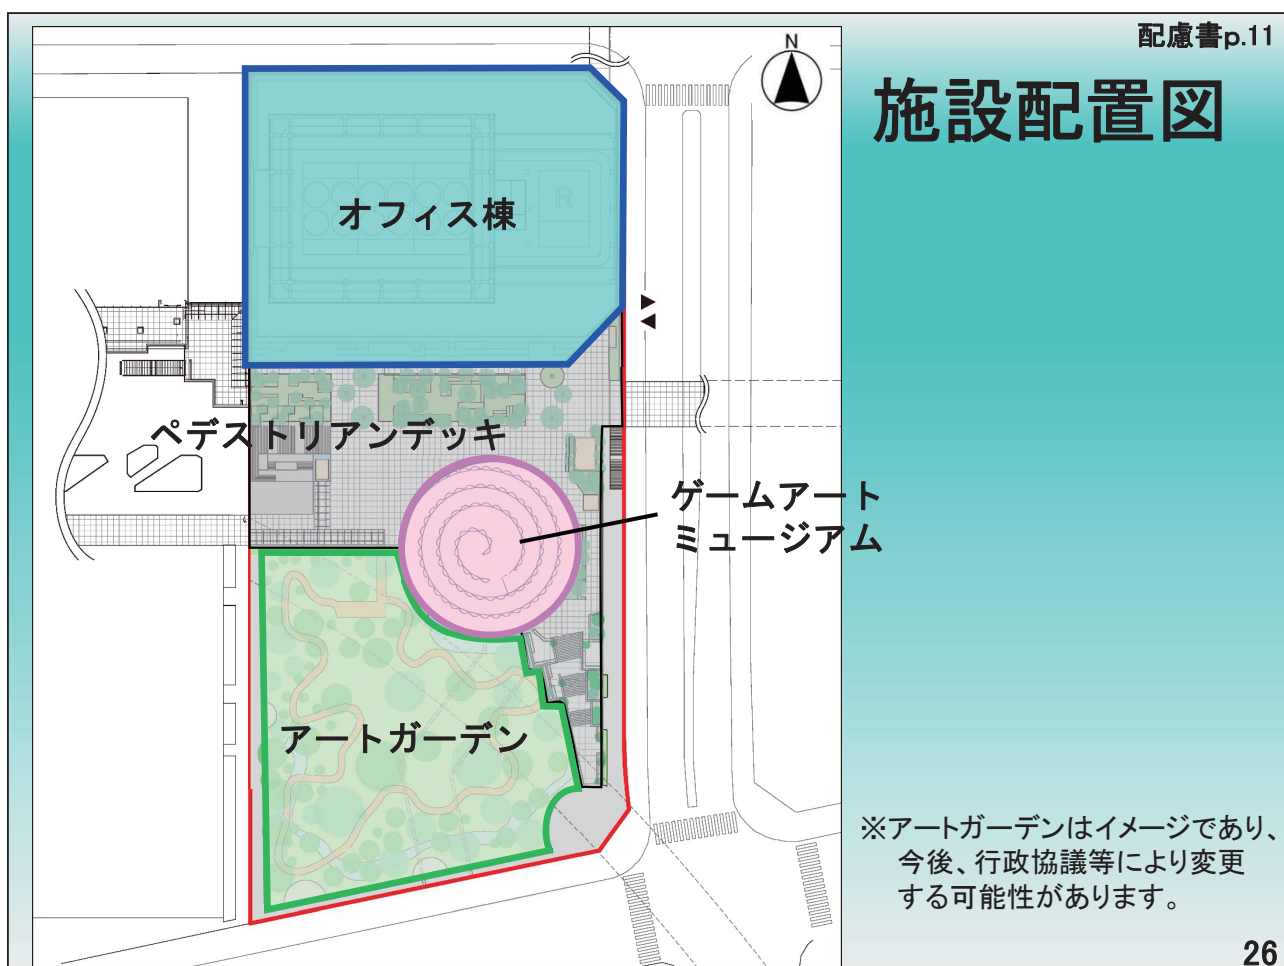 配慮書p.11
施設配置図
N
オフィス棟
R
ペデストリアンデッキ
ゲームアート
ミュージアム
アートガーデン
※アートガーデンはイメージであり、
今後、行政協議等により変更
する可能性があります。
26